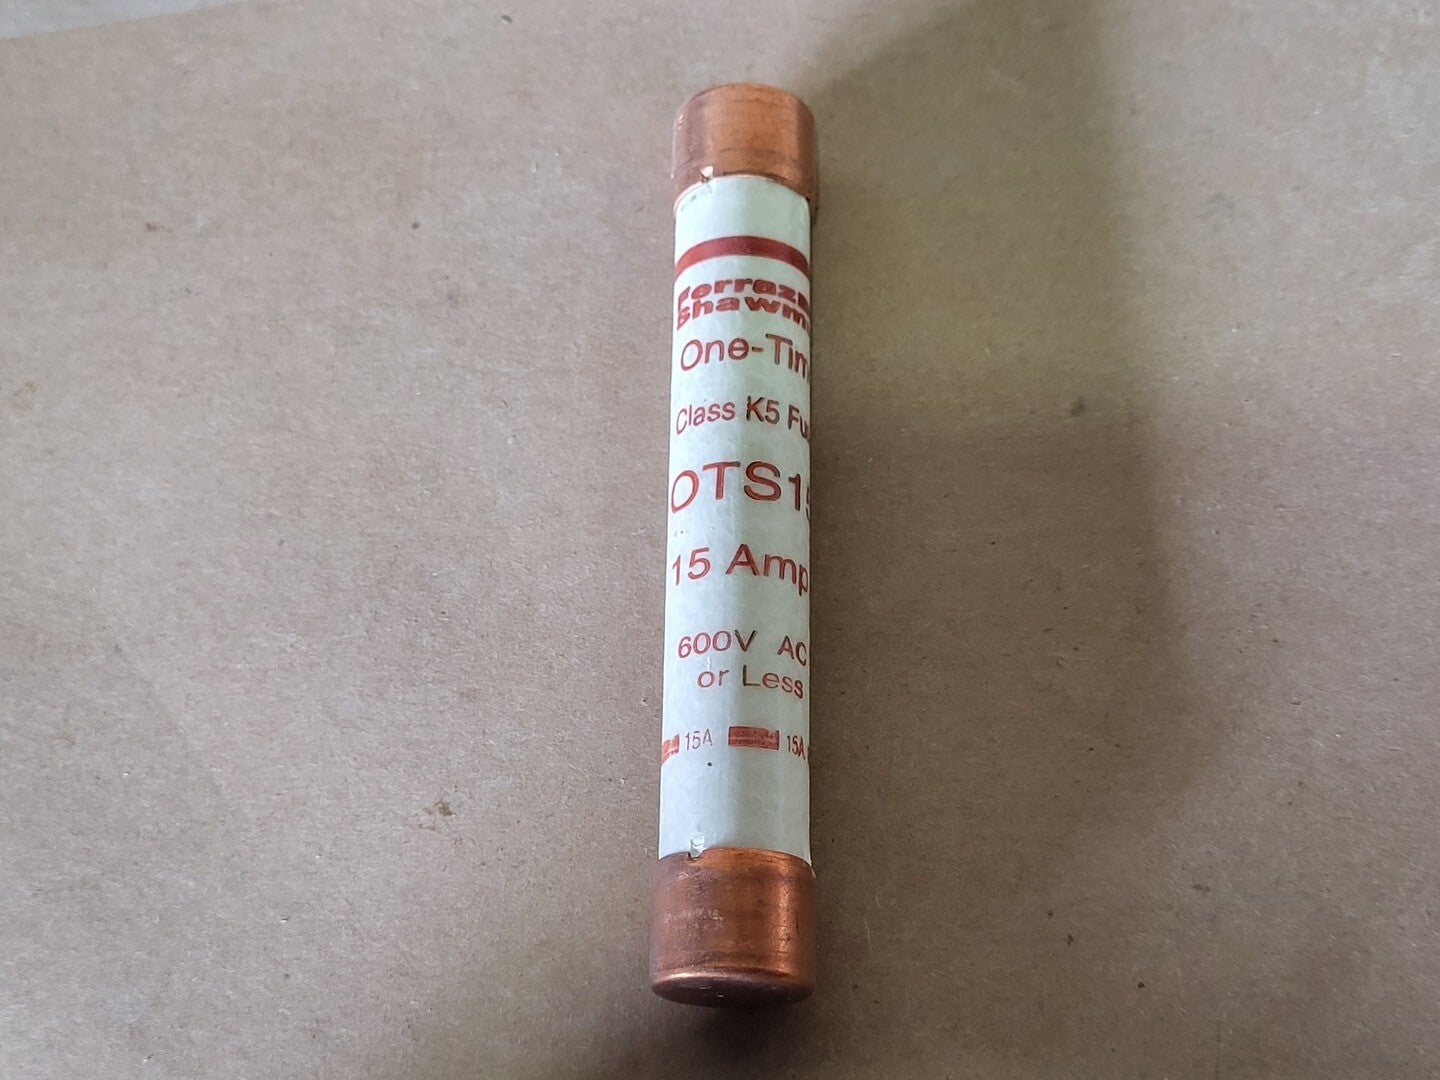 Ferraz
Shawm
One-Tim
Class K5 Fu
OTS15
15 Amp
600V AC
or Less
15A 15A